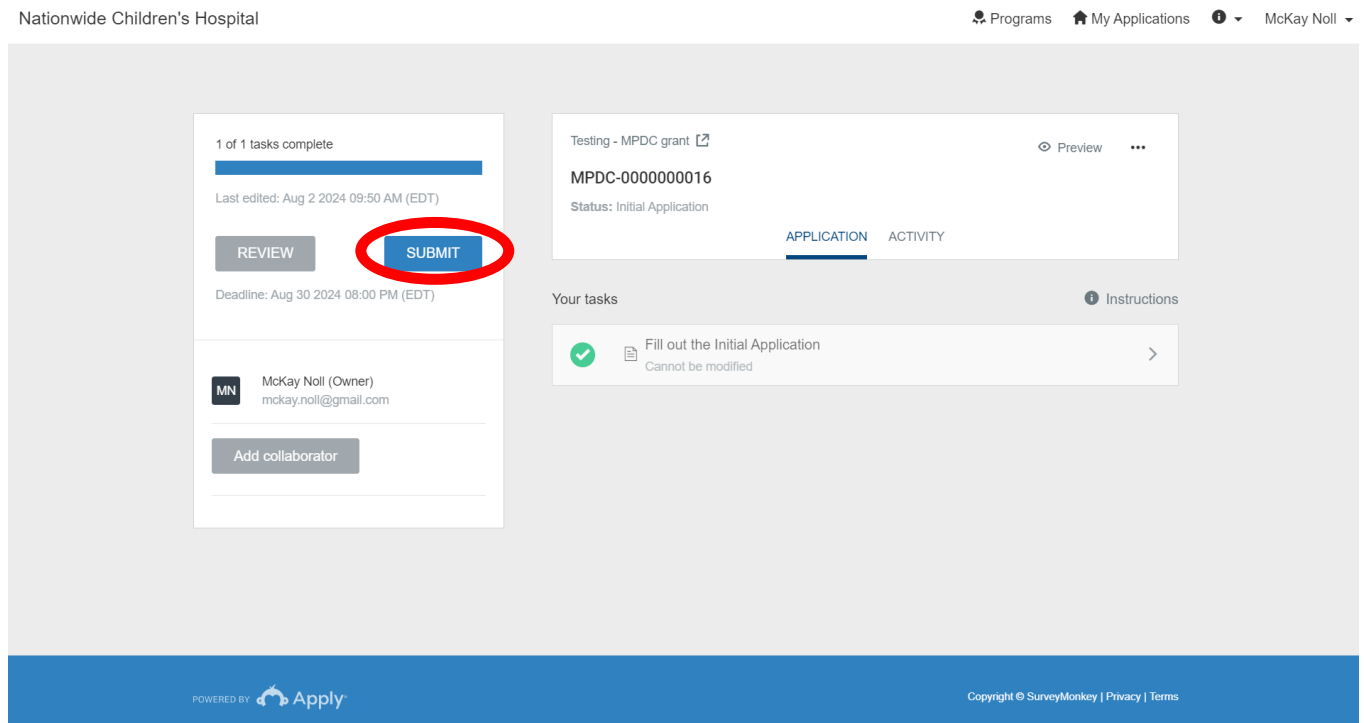 Nationwide Children's Hospital
Programs My Applications McKay Noll
1 of 1 tasks complete
Last edited: Aug 2 2024 09:50 AM (EDT)
REVIEW SUBMIT
Deadline: Aug 30 2024 08:00 PM (EDT)
MN
McKay Noll (Owner)
mckay.noll@gmail.com
Add collaborator
Testing - MPDC grant
Preview
MPDC-0000000016
Status: Initial Application
APPLICATION ACTIVITY
Your tasks
Instructions
Fill out the Initial Application
Cannot be modified
POWERED BY Apply
Copyright © SurveyMonkey | Privacy | Terms